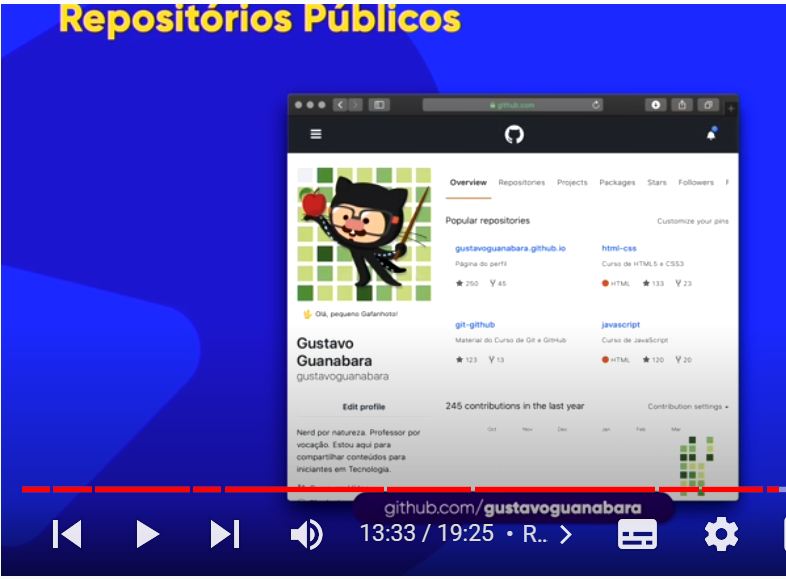 Repositórios Públicos
github.com
Overview Repositories Projects Packages Stars Followers
Popular repositories Customize your pins
gustavoguanabara.github.io html-css
Página do perfil Curso de HTML5 e CSS3
250 45 HTML 133 23
Olá, pequeno Gafanhoto!
git-github javascript
Material do Curso de Git e GitHub Curso de JavaScript
123 13 HTML 120 20
Gustavo
Guanabara
gustavoguanabara
Edit profile
245 contributions in the last year Contribution settings
Oct Nov Dec Jan Feb Mar
Nerd por natureza. Professor por
vocação. Estou aqui para
compartilhar conteúdos para
iniciantes em Tecnologia.
github.com/gustavoguanabara
13:33 / 19:25 • R..